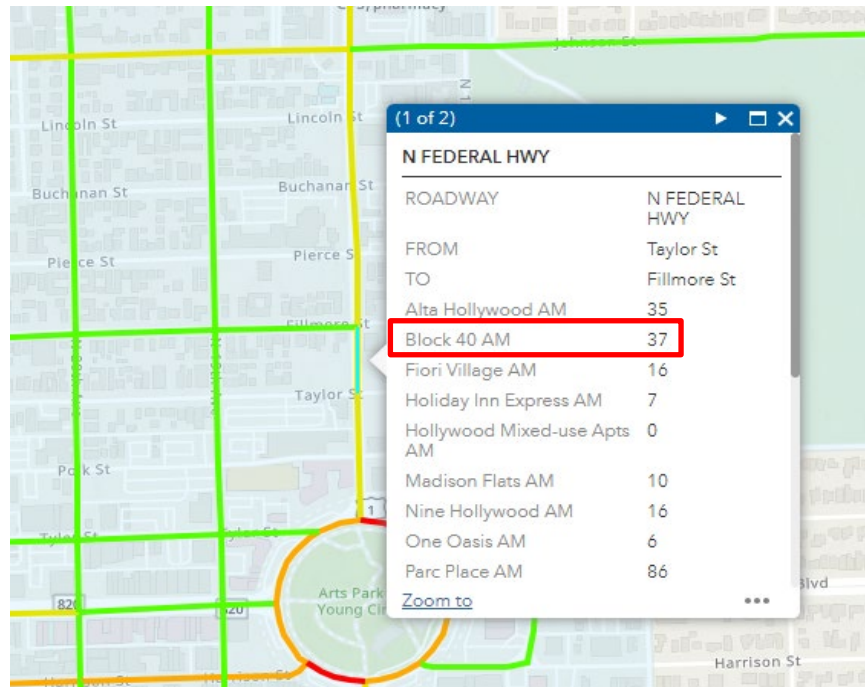 pharmacy
Johnson St
Lincoln St
Lincoln St
(1 of 2)
N FEDERAL HWY
Buchanan St
Buchanan St
ROADWAY
N FEDERAL
HWY
Pierce St
Pierce S
FROM
Taylor St
TO
Fillmore St
Alta Hollywood AM
35
Fillmore St
Block 40 AM
37
Fiori Village AM
16
Taylor S
Holiday Inn Express AM
7
Hollywood Mixed-use Apts
AM
0
Polk St
Madison Flats AM
10
1
Nine Hollywood AM
16
Tyler St
Tyler St
One Oasis AM
6
Parc Place AM
86
Arts Park
Young Cir
820
820
Blvd
Zoom to
Harrison St
Harrison St
Harrison St